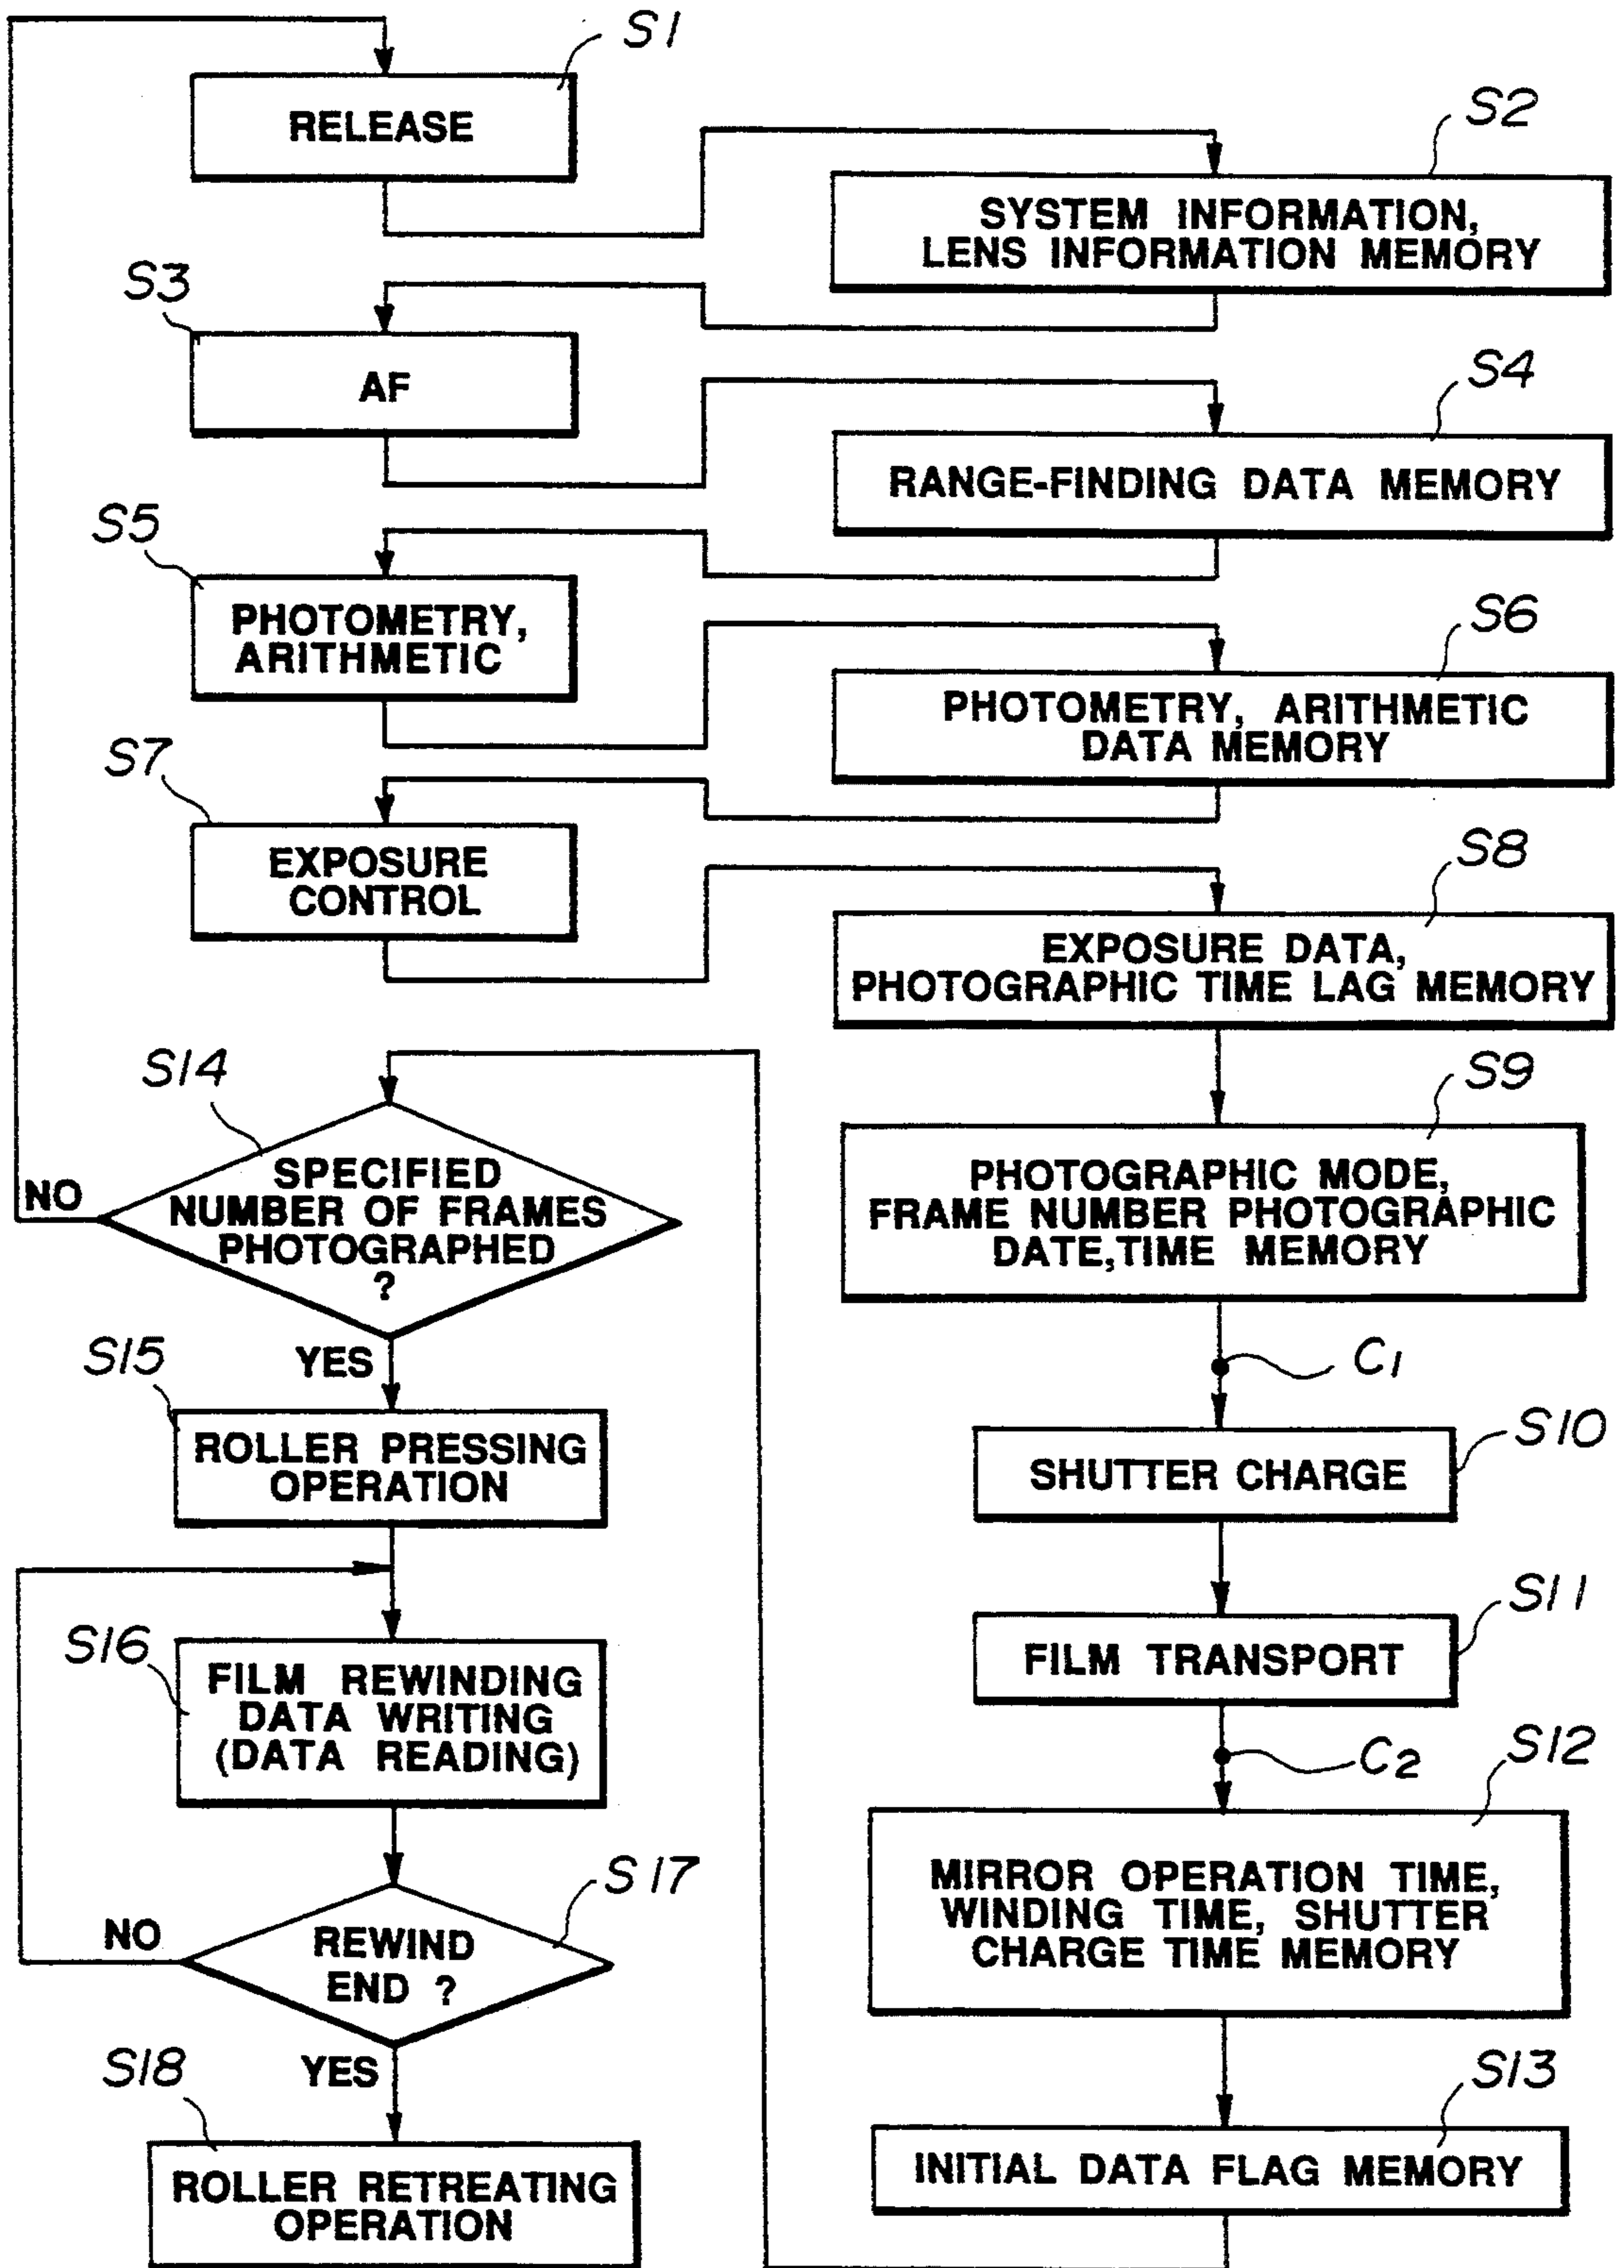 S1
RELEASE
S2
SYSTEM INFORMATION,
LENS INFORMATION MEMORY
S3
AF
S4
RANGE-FINDING DATA MEMORY
S5
PHOTOMETRY,
ARITHMETIC
S6
PHOTOMETRY, ARITHMETIC
DATA MEMORY
S7
EXPOSURE
CONTROL
S8
EXPOSURE DATA,
PHOTOGRAPHIC TIME LAG MEMORY
S9
PHOTOGRAPHIC MODE,
FRAME NUMBER PHOTOGRAPHIC
DATE,TIME MEMORY
C1
S10
SHUTTER CHARGE
S11
FILM TRANSPORT
C2
S12
MIRROR OPERATION TIME,
WINDING TIME, SHUTTER
CHARGE TIME MEMORY
S13
INITIAL DATA FLAG MEMORY
S14
SPECIFIED
NUMBER OF FRAMES
PHOTOGRAPHED
?
NO
YES
S15
ROLLER PRESSING
OPERATION
S16
FILM REWINDING
DATA WRITING
(DATA READING)
S17
REWIND
END ?
NO
YES
S18
ROLLER RETREATING
OPERATION